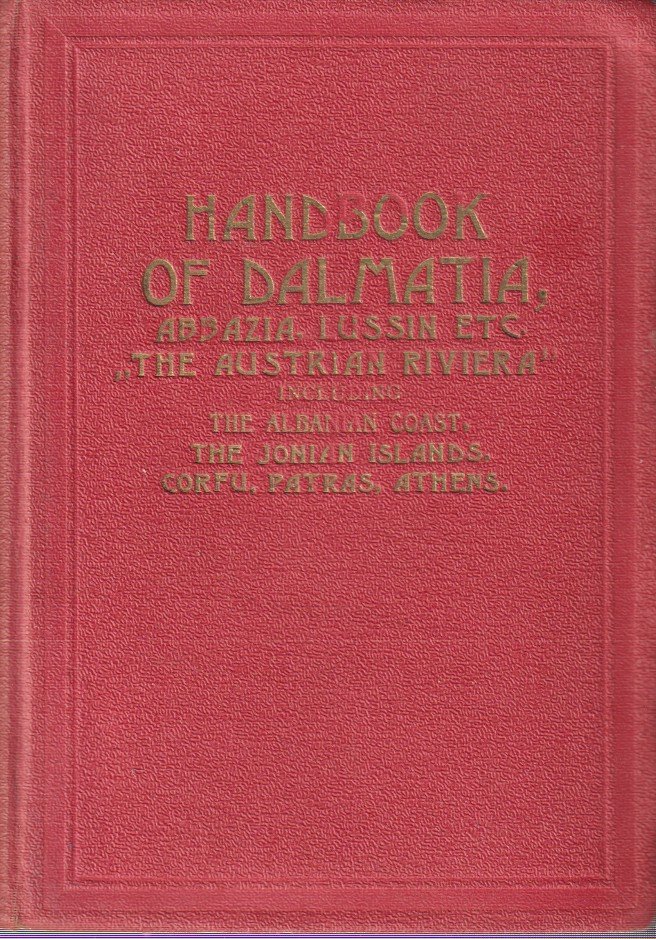 HANDBOOK
OF DALMATIA,
ABBAZIA. LUSSIN ETC.
„THE AUSTRIAN RIVIERA"
INCLUDING
THE ALBANIAN COAST.
THE JONIAN ISLANDS.
CORFU, PATRAS, ATHENS.